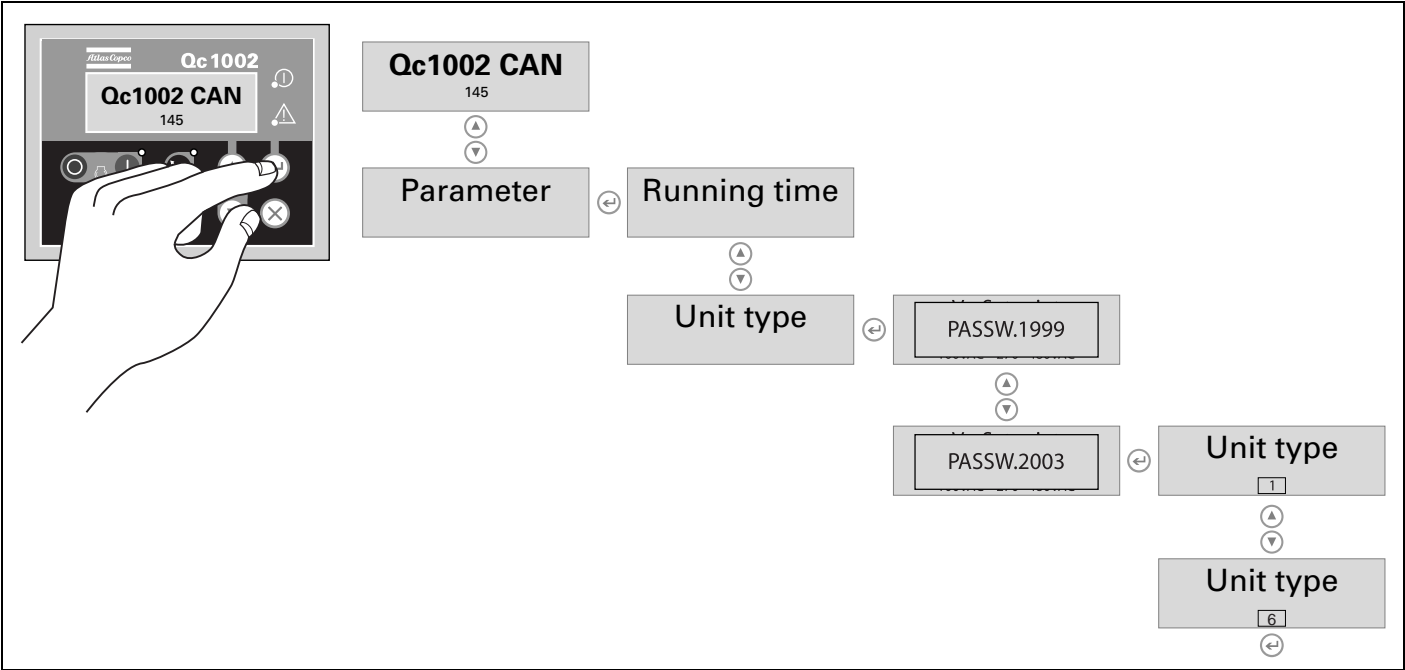 Atlas Copco
Qc1002
Qc1002 CAN
145
Qc1002 CAN
145
Parameter
Running time
Unit type
PASSW.1999
PASSW.2003
Unit type
1
Unit type
6